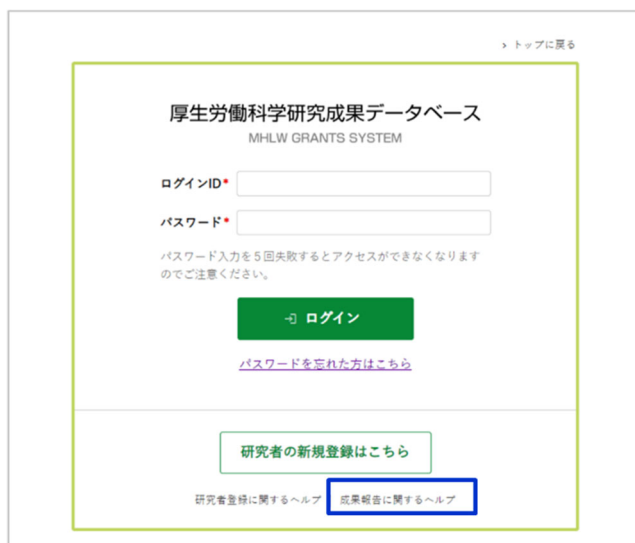 › トップに戻る
厚生労働科学研究成果データベース
MHLW GRANTS SYSTEM
ログインID*
パスワード*
パスワード入力を5回失敗するとアクセスができなくなります
のでご注意ください。
ログイン
パスワードを忘れた方はこちら
研究者の新規登録はこちら
研究者登録に関するヘルプ 成果報告に関するヘルプ